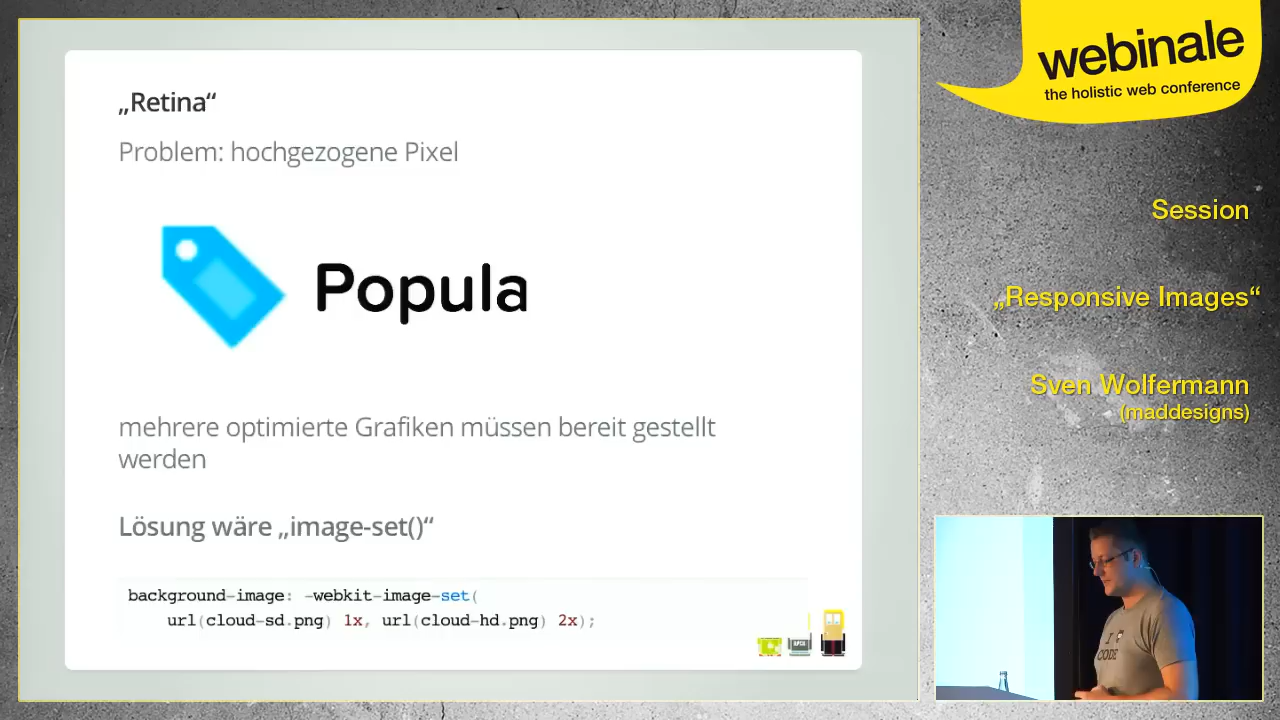 „Retina“
Problem: hochgezogene Pixel
Popula
mehrere optimierte Grafiken müssen bereit gestellt
werden
Lösung wäre „image-set()“
background-image: -webkit-image-set(
url(cloud-sd.png) 1x, url(cloud-hd.png) 2x);
webinale
the holistic web conference
Session
„Responsive Images“
Sven Wolfermann
(maddesigns)
I
CODE